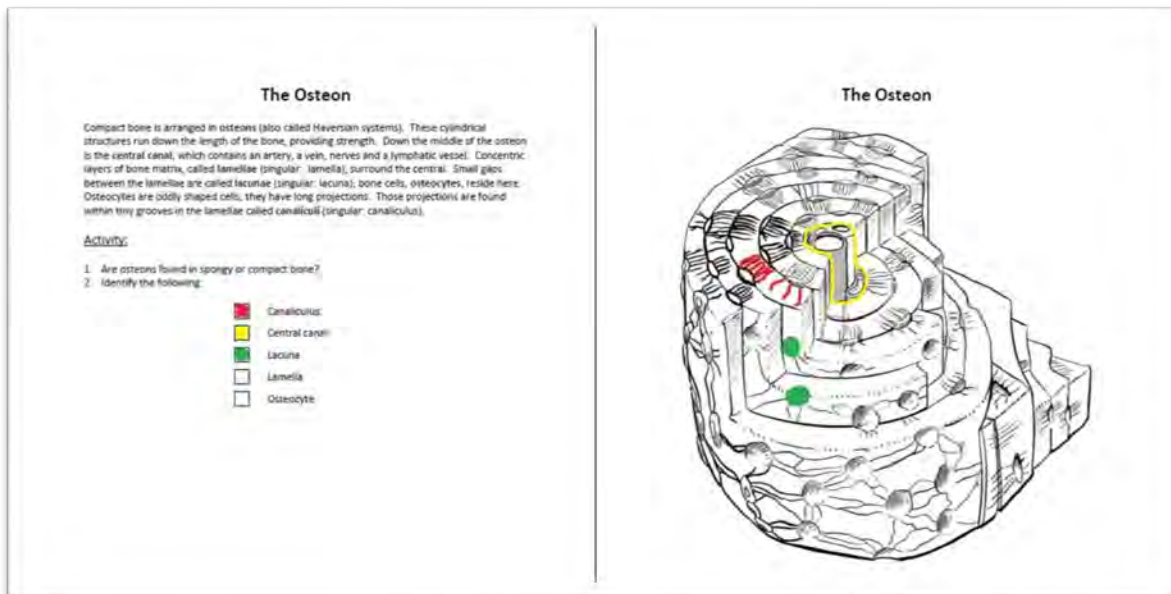 The Osteon
Compact bone is arranged in osteons (also called Haversian systems). These cylindrical
structures run down the length of the bone, providing strength. Down the middle of the osteon
is the central canal, which contains an artery, a vein, nerves and a lymphatic vessel. Concentric
layers of bone matrix, called lamellae (singular: lamella), surround the central. Small gaps
between the lamellae are called lacunae (singular: lacuna); bone cells, osteocytes, reside here.
Osteocytes are oddly shaped cells, they have long projections. Those projections are found
within tiny grooves in the lamellae called canaliculi (singular: canaliculus).
Activity:
1. Are osteons found in spongy or compact bone?
2. Identify the following:
Canaliculus
Central canal
Lacuna
Lamella
Osteocyte
The Osteon